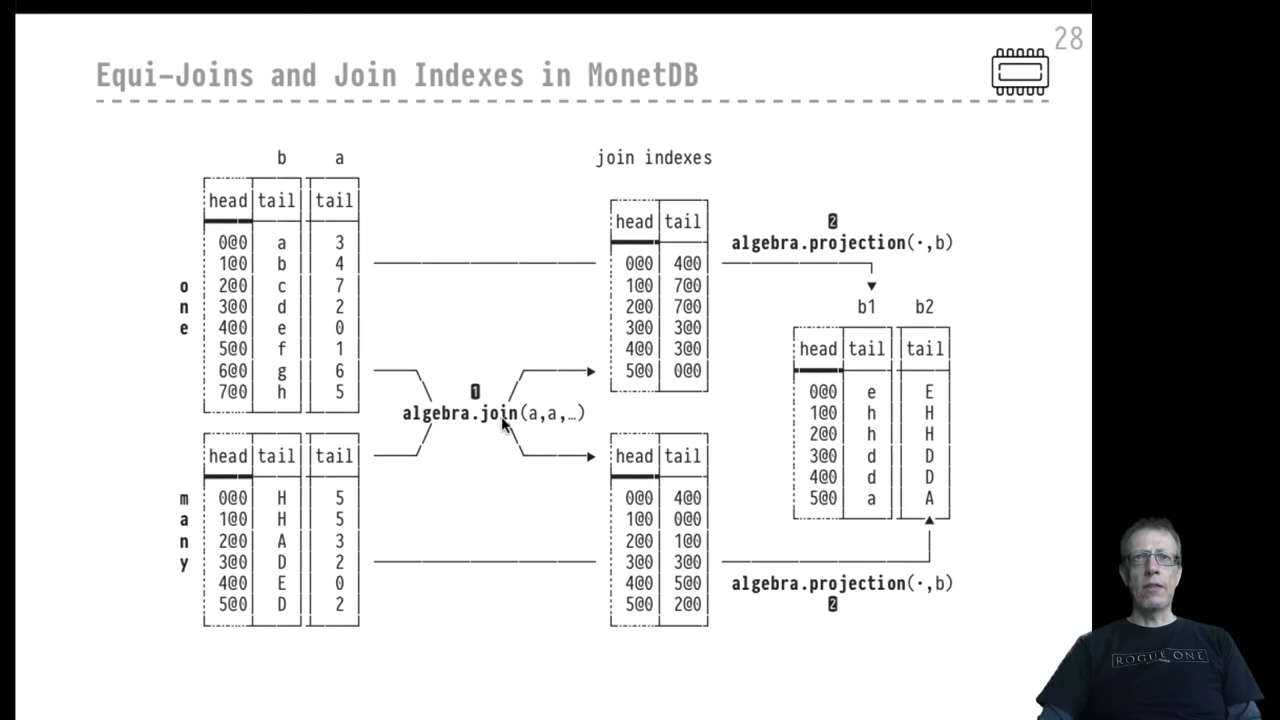 28
Equi-Joins and Join Indexes in MonetDB
b a
head tail tail
0@0 a 3
1@0 b 4
2@0 c 7
3@0 d 2
4@0 e 0
5@0 f 1
6@0 g 6
7@0 h 5
one
head tail tail
0@0 H 5
1@0 H 5
2@0 A 3
3@0 D 2
4@0 E 0
5@0 D 2
many
1
algebra.join(a,a,…)
join indexes
head tail
0@0 4@0
1@0 7@0
2@0 7@0
3@0 3@0
4@0 3@0
5@0 0@0
head tail
0@0 4@0
1@0 0@0
2@0 1@0
3@0 3@0
4@0 5@0
5@0 2@0
2
algebra.projection(·,b)
b1 b2
head tail tail
0@0 e E
1@0 h H
2@0 h H
3@0 d D
4@0 d D
5@0 a A
algebra.projection(·,b)
2
ROGUE ONE